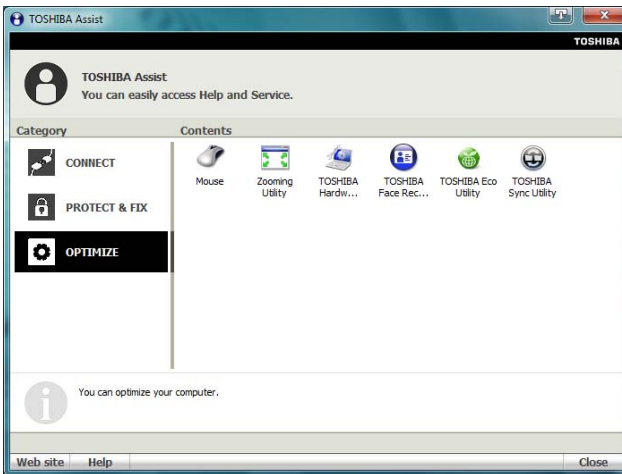 TOSHIBA Assist
TOSHIBA
TOSHIBA Assist
You can easily access Help and Service.
Category
Contents
CONNECT
PROTECT & FIX
OPTIMIZE
Mouse
Zooming
Utility
TOSHIBA
Hardw...
TOSHIBA
Face Rec...
TOSHIBA Eco
Utility
TOSHIBA
Sync Utility
You can optimize your computer.
Web site
Help
Close